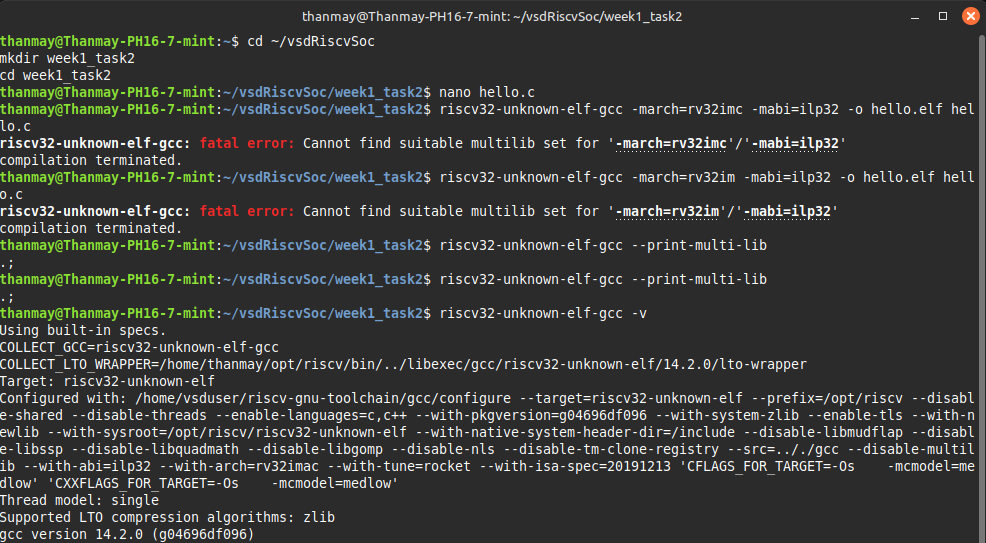 thanmay@Thanmay-PH16-7-mint: ~/vsdRiscvSoc/week1_task2
thanmay@Thanmay-PH16-7-mint:~$ cd ~/vsdRiscvSoc
mkdir week1_task2
cd week1_task2
thanmay@Thanmay-PH16-7-mint:~/vsdRiscvSoc/week1_task2$ nano hello.c
thanmay@Thanmay-PH16-7-mint:~/vsdRiscvSoc/week1_task2$ riscv32-unknown-elf-gcc -march=rv32imc -mabi=ilp32 -o hello.elf hel
lo.c
riscv32-unknown-elf-gcc: fatal error: Cannot find suitable multilib set for '-march=rv32imc'/'-mabi=ilp32'
compilation terminated.
thanmay@Thanmay-PH16-7-mint:~/vsdRiscvSoc/week1_task2$ riscv32-unknown-elf-gcc -march=rv32im -mabi=ilp32 -o hello.elf hell
o.c
riscv32-unknown-elf-gcc: fatal error: Cannot find suitable multilib set for '-march=rv32im'/'-mabi=ilp32'
compilation terminated.
thanmay@Thanmay-PH16-7-mint:~/vsdRiscvSoc/week1_task2$ riscv32-unknown-elf-gcc --print-multi-lib
.;
thanmay@Thanmay-PH16-7-mint:~/vsdRiscvSoc/week1_task2$ riscv32-unknown-elf-gcc --print-multi-lib
.;
thanmay@Thanmay-PH16-7-mint:~/vsdRiscvSoc/week1_task2$ riscv32-unknown-elf-gcc -v
Using built-in specs.
COLLECT_GCC=riscv32-unknown-elf-gcc
COLLECT_LTO_WRAPPER=/home/thanmay/opt/riscv/bin/../libexec/gcc/riscv32-unknown-elf/14.2.0/lto-wrapper
Target: riscv32-unknown-elf
Configured with: /home/vsduser/riscv-gnu-toolchain/gcc/configure --target=riscv32-unknown-elf --prefix=/opt/riscv --disabl
e-shared --disable-threads --enable-languages=c,c++ --with-pkgversion=g04696df096 --with-system-zlib --enable-tls --with-n
ewlib --with-sysroot=/opt/riscv/riscv32-unknown-elf --with-native-system-header-dir=/include --disable-libmudflap --disabl
e-libssp --disable-libquadmath --disable-libgomp --disable-nls --disable-tm-clone-registry --src=.././gcc --disable-multil
ib --with-abi=ilp32 --with-arch=rv32imac --with-tune=rocket --with-isa-spec=20191213 'CFLAGS_FOR_TARGET=-Os    -mcmodel=me
dlow' 'CXXFLAGS_FOR_TARGET=-Os    -mcmodel=medlow'
Thread model: single
Supported LTO compression algorithms: zlib
gcc version 14.2.0 (g04696df096)